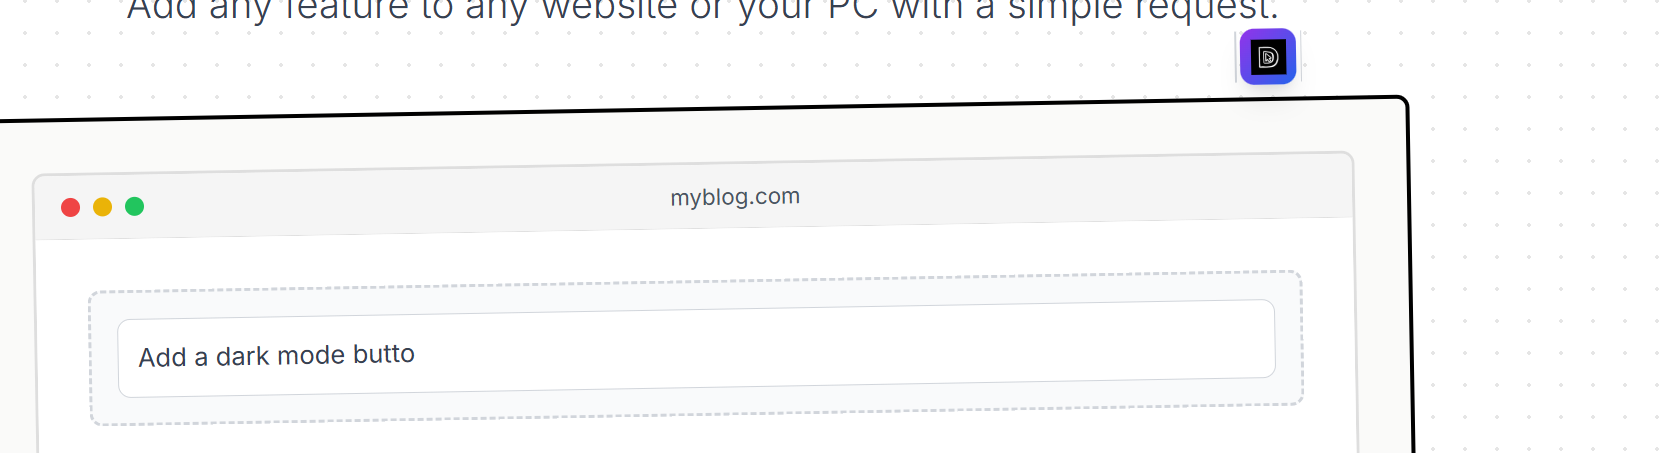 Add any feature to any website or your PC with a simple request.
D
myblog.com
Add a dark mode butto